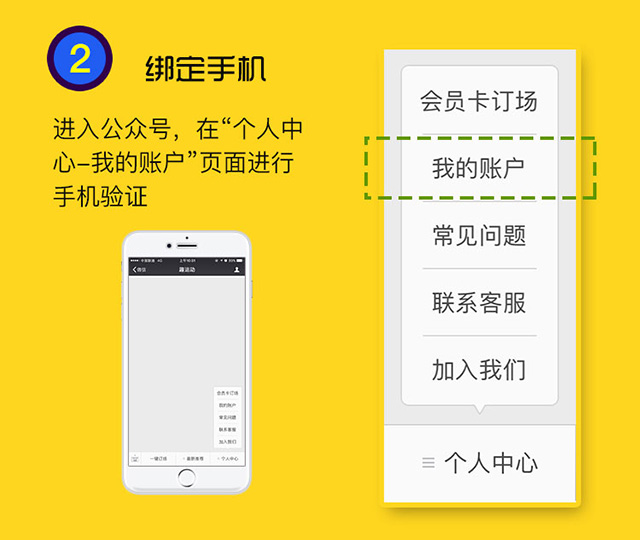 2
绑定手机
进入公众号，在“个人中
心-我的账户”页面进行
手机验证
微信
趣运动
会员卡订场
我的账户
常见问题
联系客服
加入我们
一键订场
最新推荐
个人中心
会员卡订场
我的账户
常见问题
联系客服
加入我们
个人中心